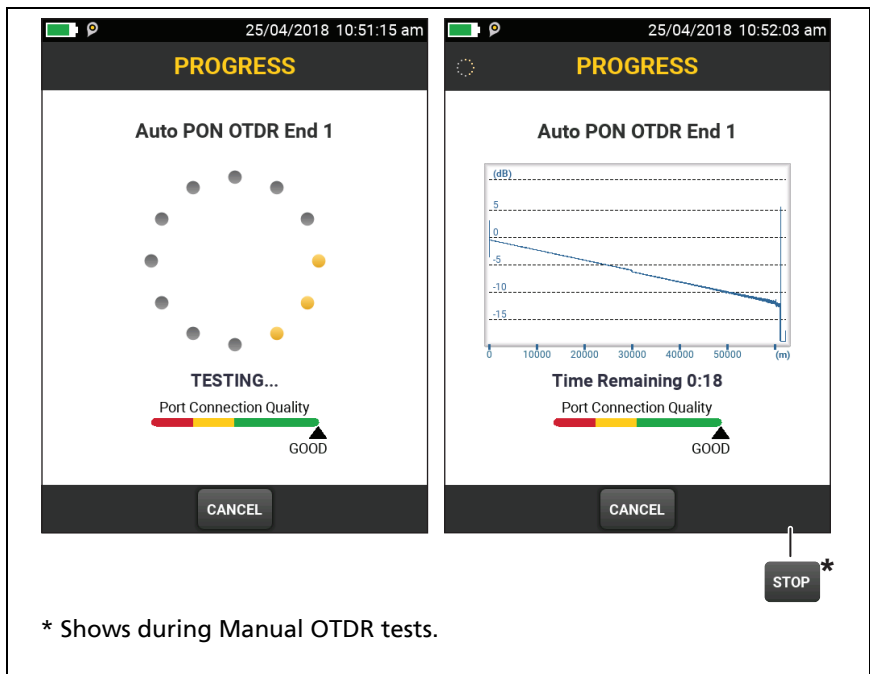 25/04/2018 10:51:15 am
PROGRESS
Auto PON OTDR End 1
TESTING...
Port Connection Quality
GOOD
CANCEL
25/04/2018 10:52:03 am
PROGRESS
Auto PON OTDR End 1
(dB)
5
0
-5
-10
-15
0 10000 20000 30000 40000 50000 (m)
Time Remaining 0:18
Port Connection Quality
GOOD
CANCEL
STOP *
* Shows during Manual OTDR tests.